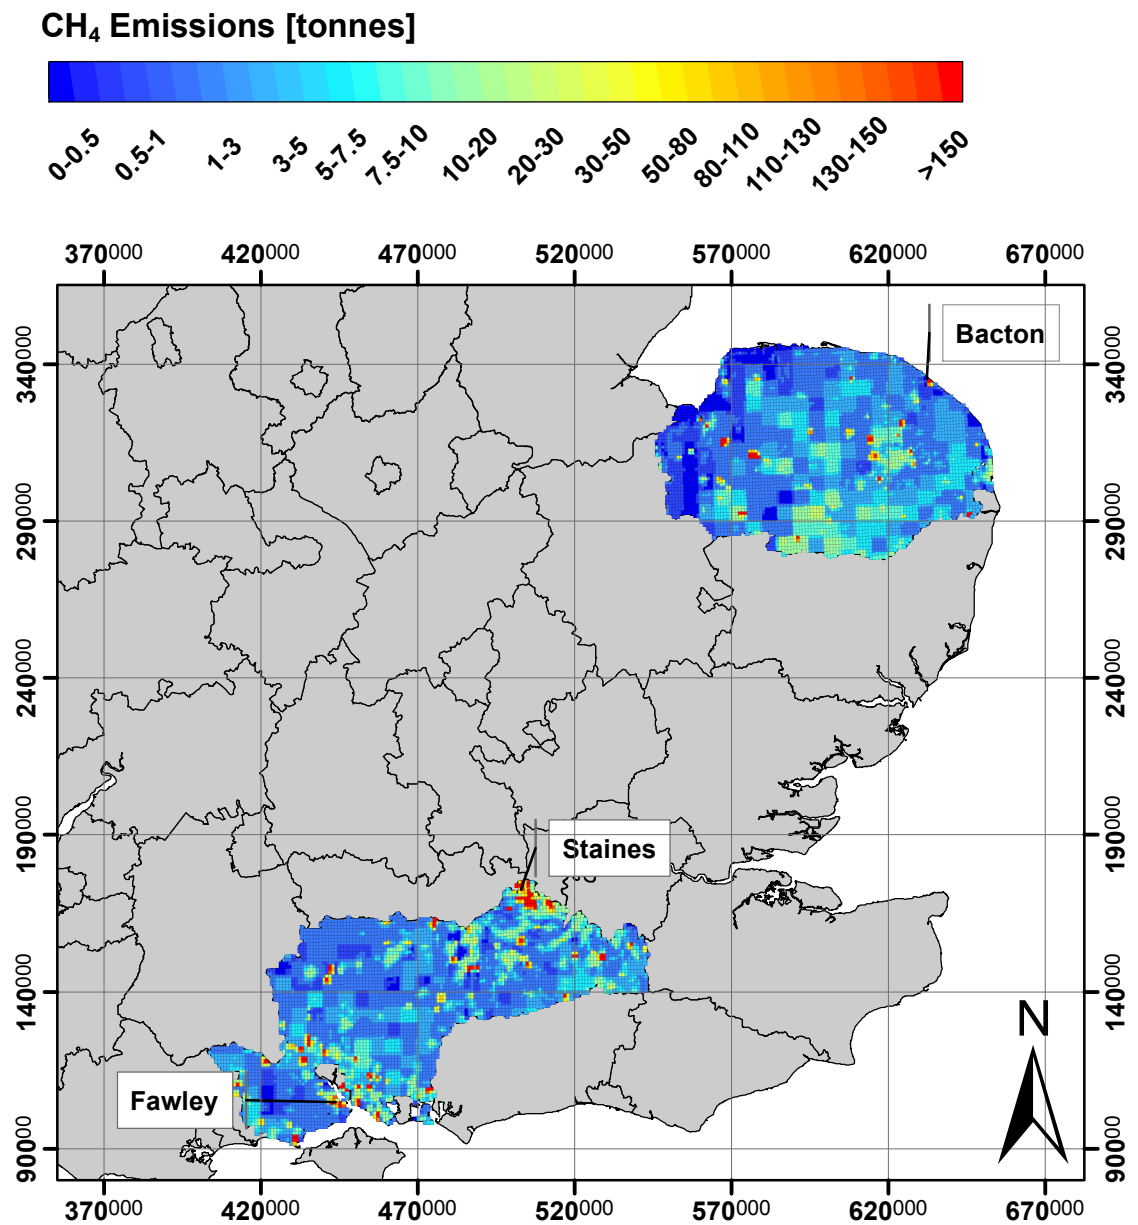 CH₄ Emissions [tonnes]
0-0.5 0.5-1 1-3 3-5 5-7.5 7.5-10 10-20 20-30 30-50 50-80 80-110 110-130 130-150 >150
370000 420000 470000 520000 570000 620000 670000
Bacton
340000 340000
290000 290000
240000 240000
190000 190000
Staines
140000 140000
N
Fawley
90000 90000
370000 420000 470000 520000 570000 620000 670000